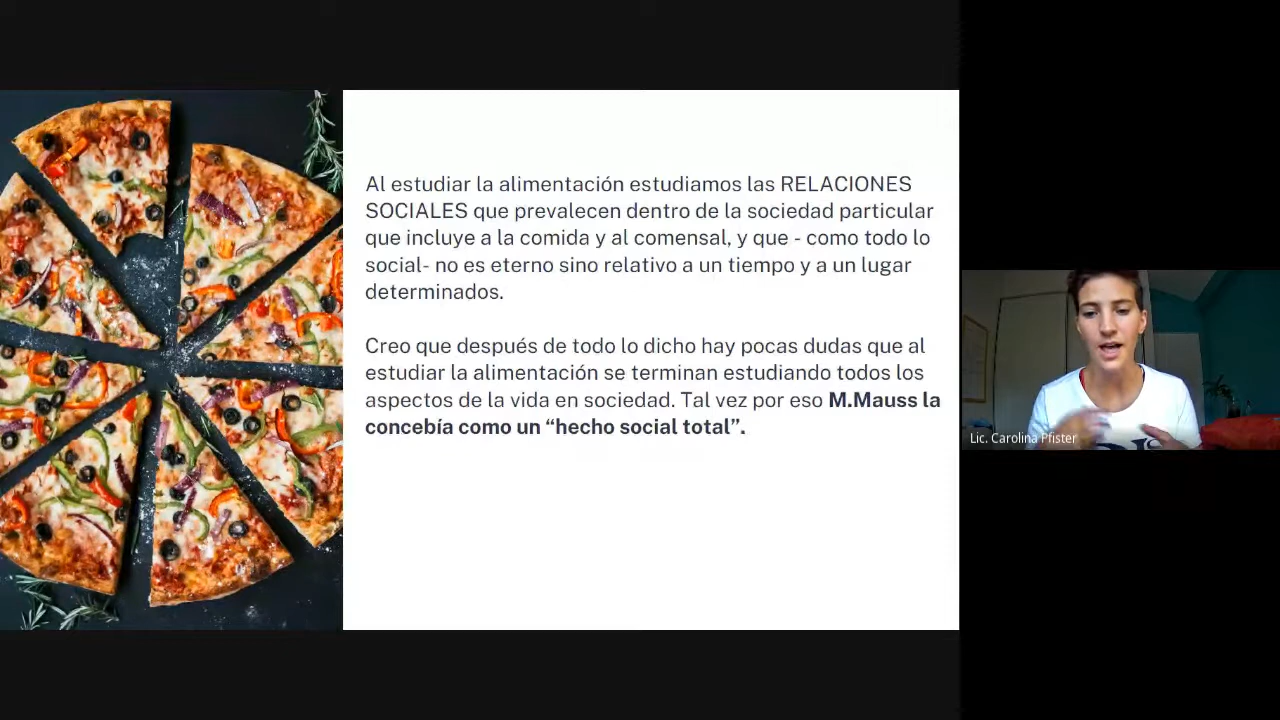 Al estudiar la alimentación estudiamos las RELACIONES
SOCIALES que prevalecen dentro de la sociedad particular
que incluye a la comida y al comensal, y que - como todo lo
social- no es eterno sino relativo a un tiempo y a un lugar
determinados.
Creo que después de todo lo dicho hay pocas dudas que al
estudiar la alimentación se terminan estudiando todos los
aspectos de la vida en sociedad. Tal vez por eso M.Mauss la
concebía como un “hecho social total”.
Lic. Carolina Pfister